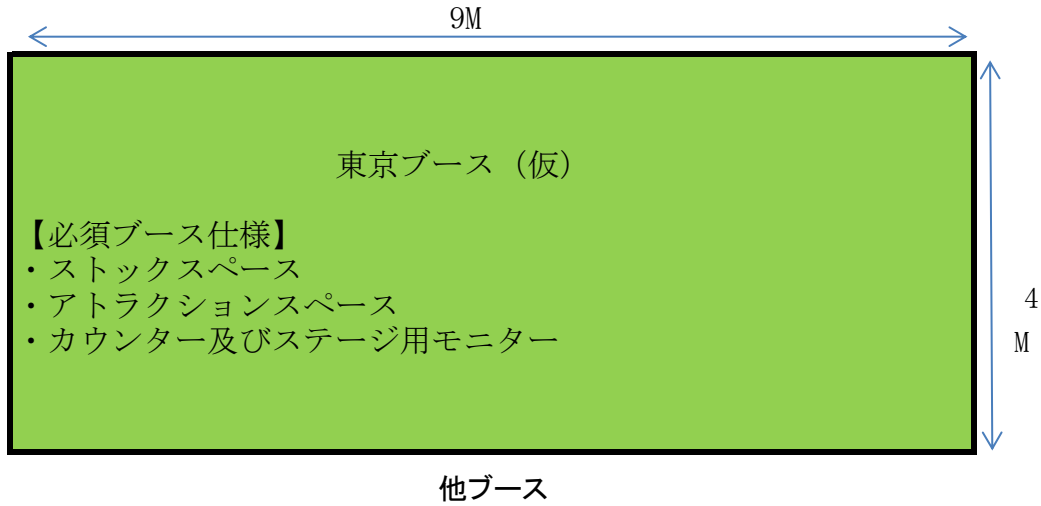 9M
東京ブース（仮）
【必須ブース仕様】
・ストックスペース
・アトラクションスペース
・カウンター及びステージ用モニター
4
M
他ブース